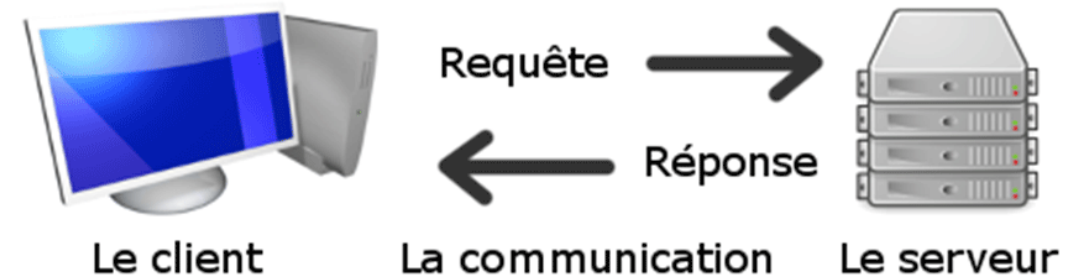 Requête
Réponse
Le client
La communication
Le serveur